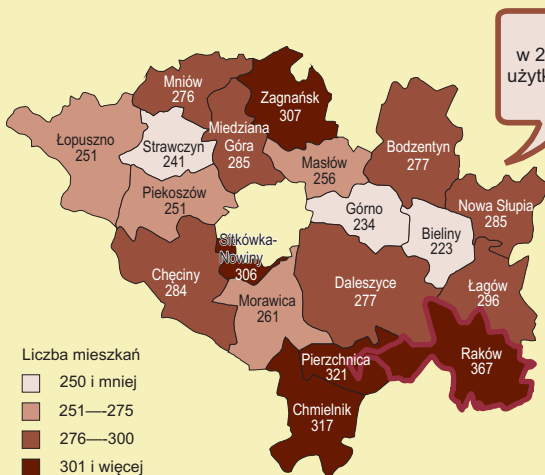 w 2
użytk
Mniów
276
Zagnańsk
307
Łopuszno
251
Strawczyn
241
Miedziana
Góra
285
Masłów
256
Bodzentyn
277
Piekoszów
251
Górno
234
Nowa Słupia
285
Bieliny
223
Sitkówka-
Nowiny
306
Chęciny
284
Daleszyce
277
Łagów
296
Morawica
261
Pierzchnica
321
Raków
367
Chmielnik
317
Liczba mieszkań
250 i mniej
251—275
276—300
301 i więcej